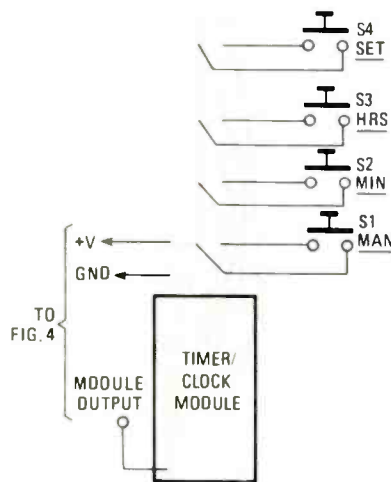 S4
SET
S3
HRS
S2
MIN
S1
MAN
+V
GND
TO
FIG. 4
MODULE
OUTPUT
TIMER/
CLOCK
MODULE